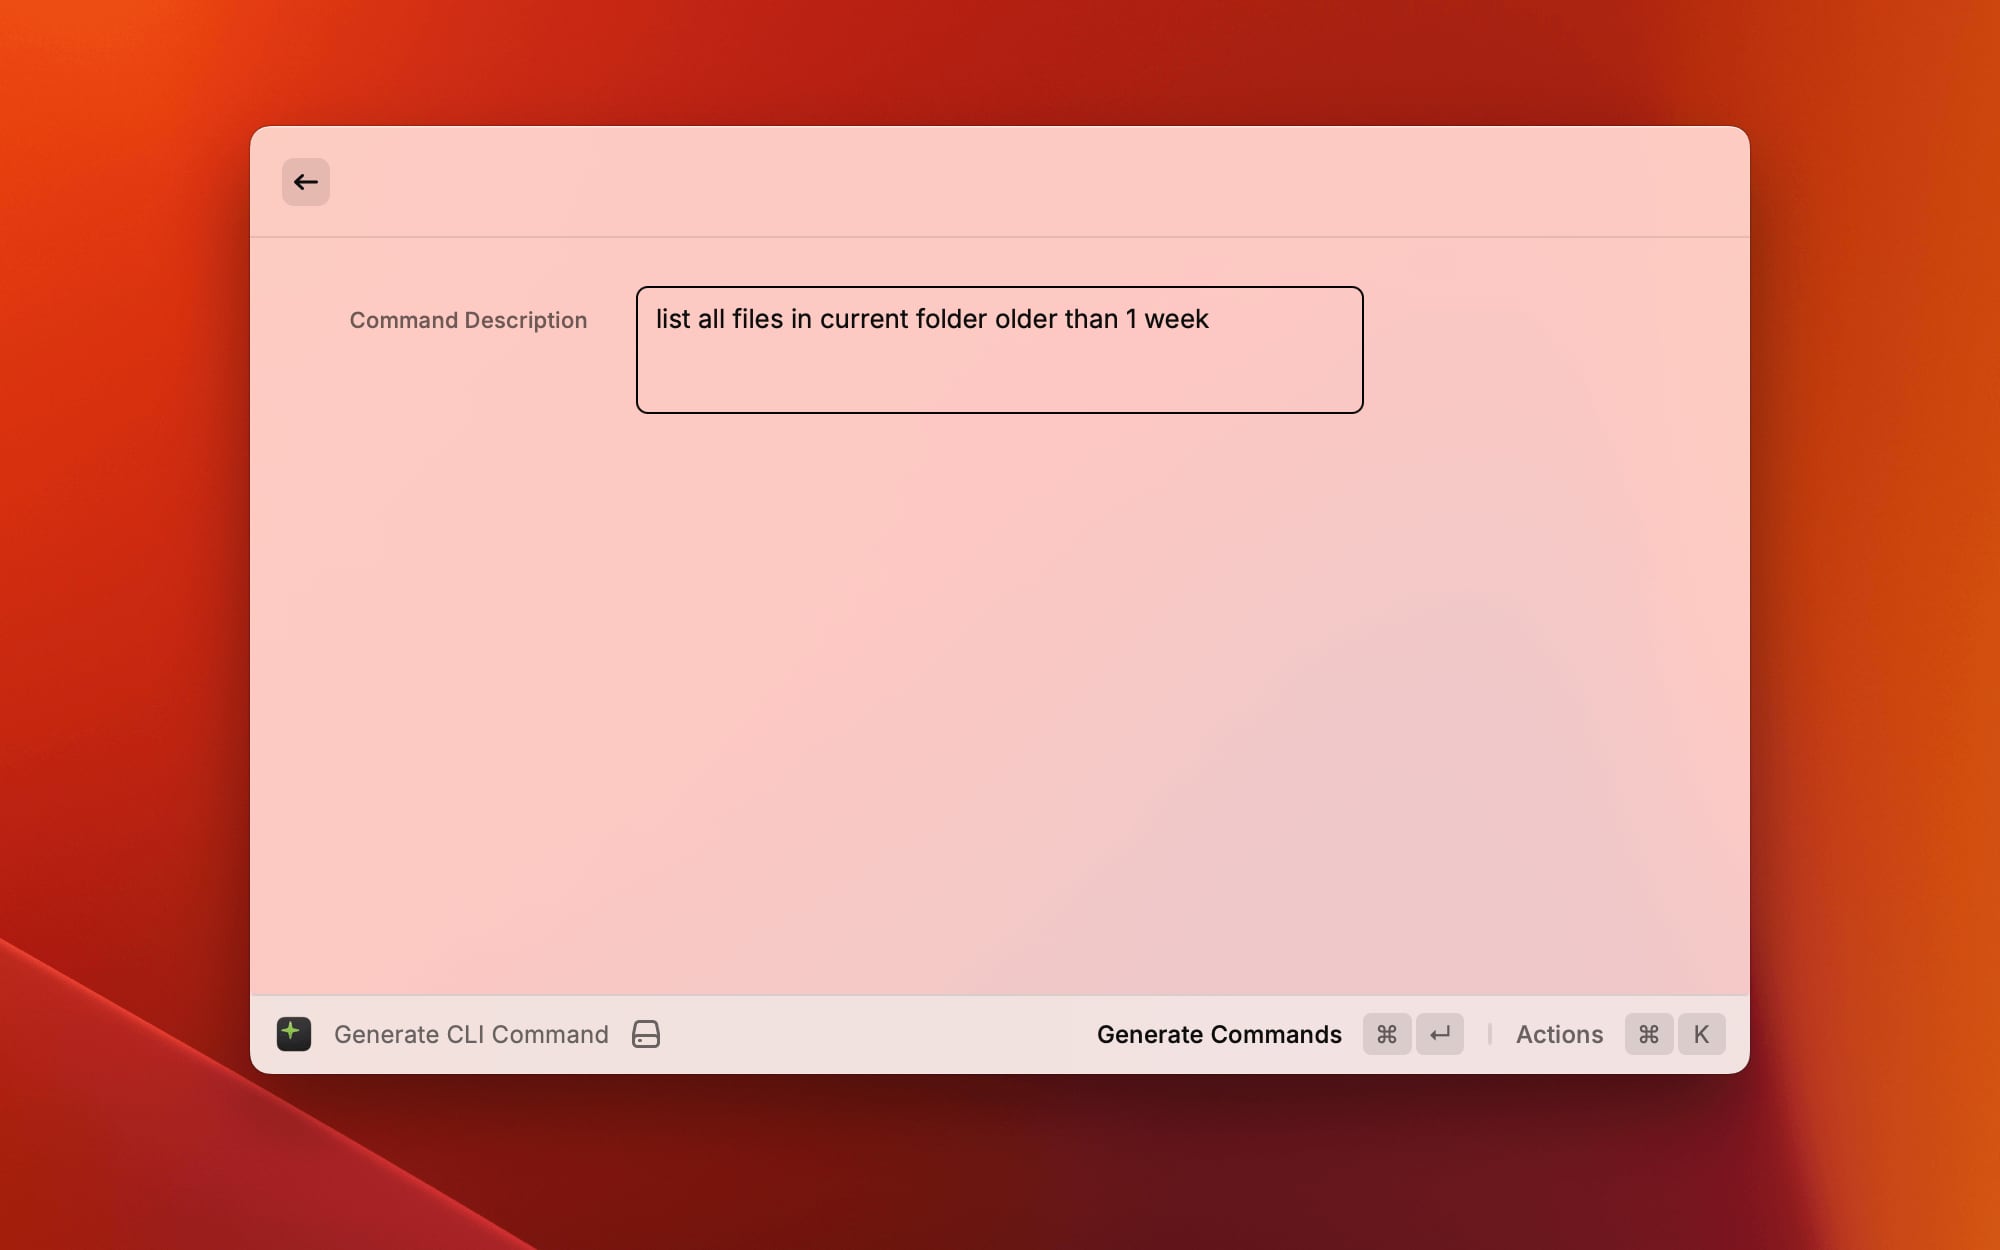 Command Description
list all files in current folder older than 1 week
Generate CLI Command
Generate Commands ⌘ ↵ | Actions ⌘ K